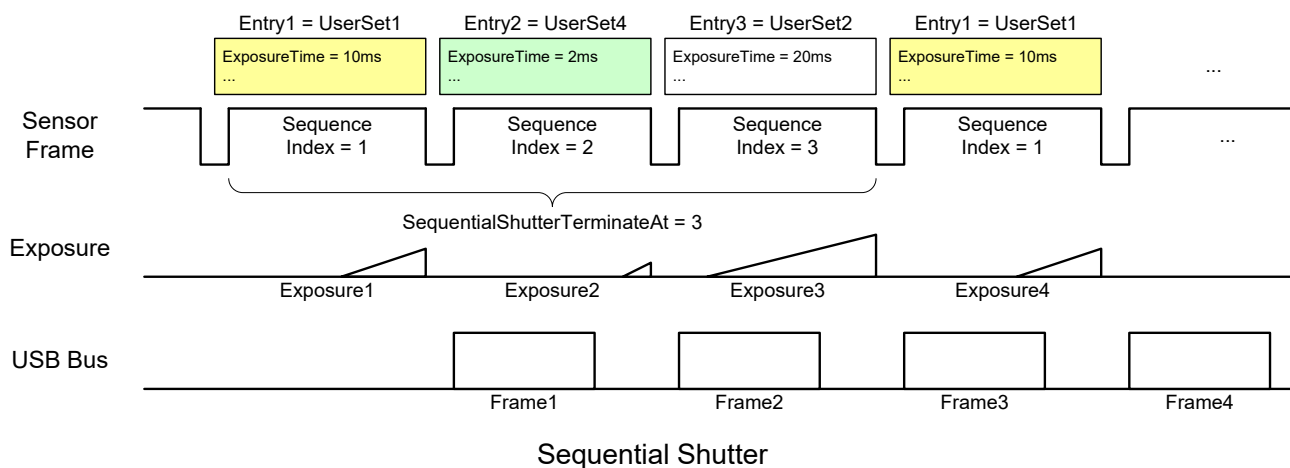 Entry1 = UserSet1 Entry2 = UserSet4 Entry3 = UserSet2 Entry1 = UserSet1
ExposureTime = 10ms ExposureTime = 2ms ExposureTime = 20ms ExposureTime = 10ms
... ... ... ... ...
Sensor Frame
Sequence Index = 1
Sequence Index = 2
Sequence Index = 3
Sequence Index = 1
...
SequentialShutterTerminateAt = 3
Exposure
Exposure1 Exposure2 Exposure3 Exposure4
USB Bus
Frame1 Frame2 Frame3 Frame4
Sequential Shutter